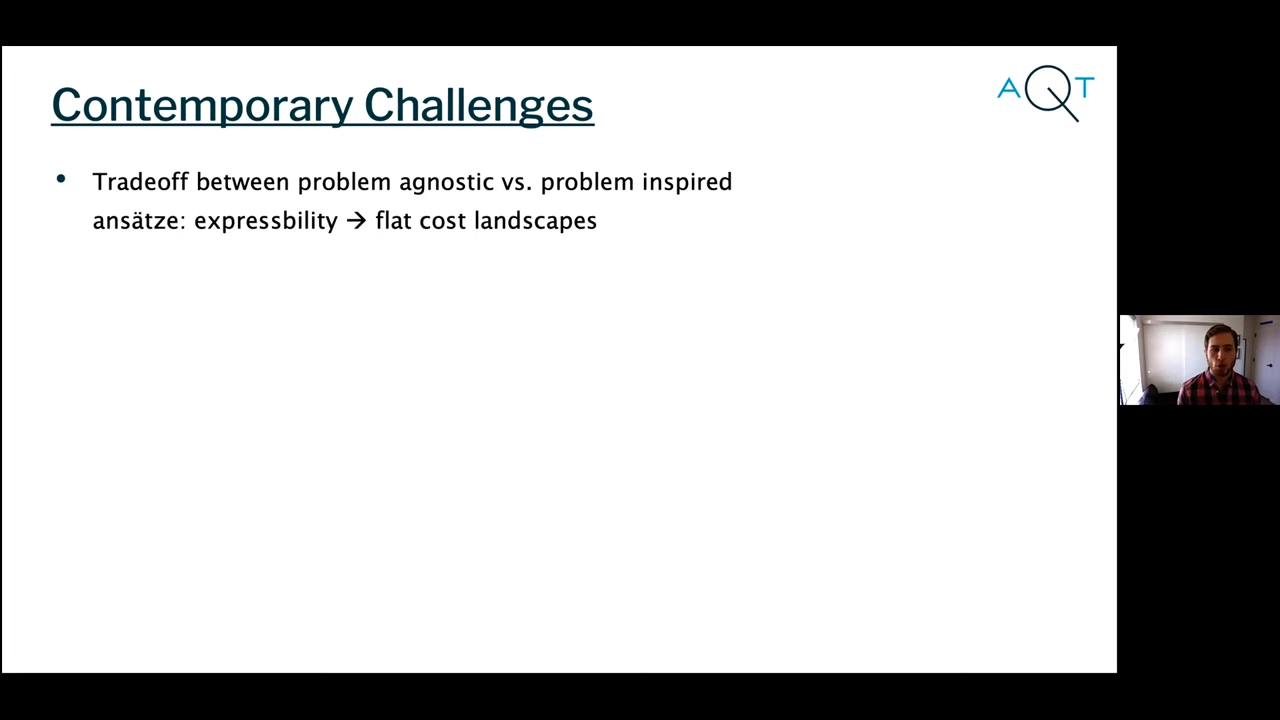 Contemporary Challenges
AQT
• Tradeoff between problem agnostic vs. problem inspired
ansätze: expressbility → flat cost landscapes